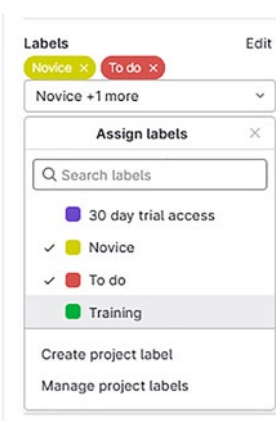 Labels Edit
Novice × To do ×
Novice +1 more
Assign labels
Search labels
30 day trial access
Novice
To do
Training
Create project label
Manage project labels